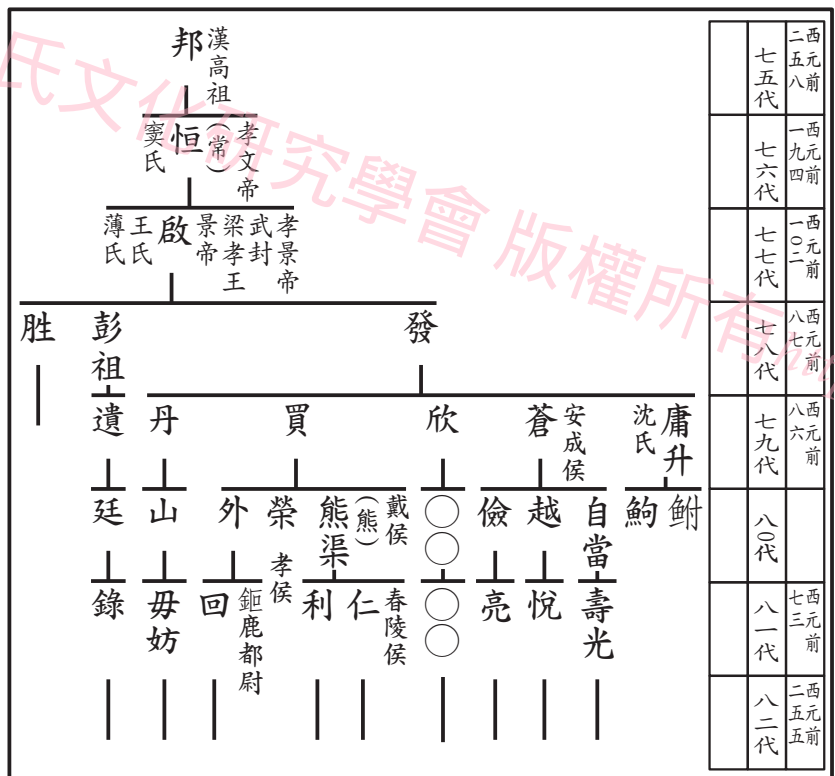 西元前二五八
七五代
西元前一九四
七六代
西元前一〇二
七七代
西元前八七
七八代
西元前八六
七九代
八〇代
西元前七三
八一代
西元前二五五
八二代
漢高祖
邦
孝文帝
(常)
恒
竇氏
孝景帝
武封
梁孝王
景帝
啟
王氏
薄氏
發
彭祖
胜
庸升
沈氏
安成侯
蒼
欣
買
丹
遺
鮒
鮈
自當
越
儉
〇〇
戴侯
(熊)
熊渠
榮
孝侯
外
山
廷
壽光
悅
亮
〇〇
春陵侯
仁
利
鉅鹿都尉
回
毋妨
錄
氏文化研究學會 版權所有